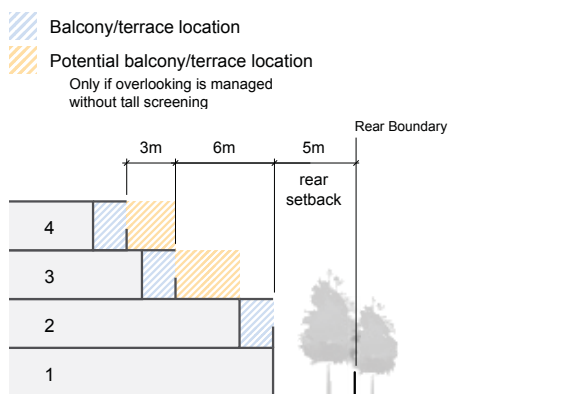 Balcony/terrace location
Potential balcony/terrace location
Only if overlooking is managed
without tall screening
Rear Boundary
3m 6m 5m
rear
setback
4
3
2
1